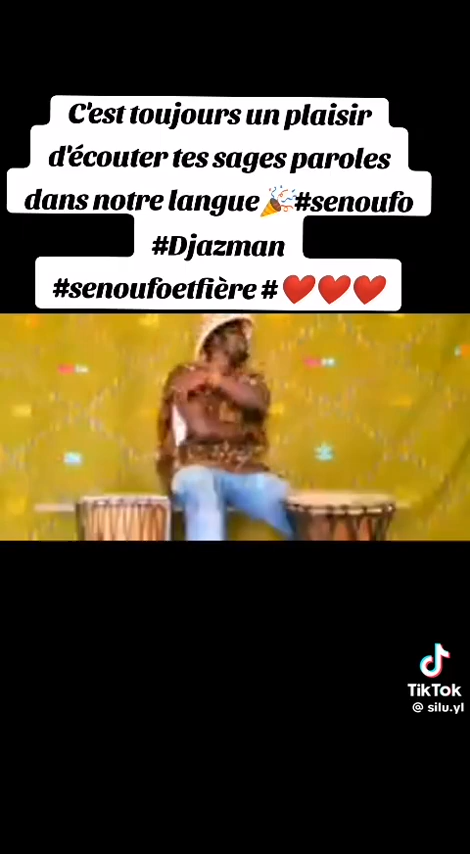 C'est toujours un plaisir
d'écouter tes sages paroles
dans notre langue🎉#senoufo
#Djazman
#senoufoetfière #❤️❤️❤️
TikTok
@ silu.yl